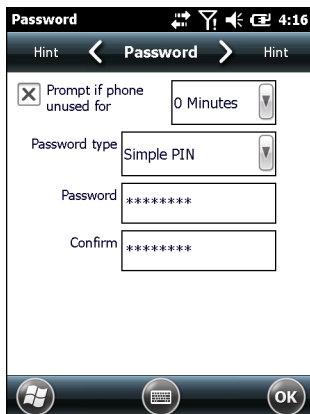 Password 4:16
Hint Password Hint
Prompt if phone
unused for
0 Minutes
Password type Simple PIN
Password ********
Confirm ********
OK